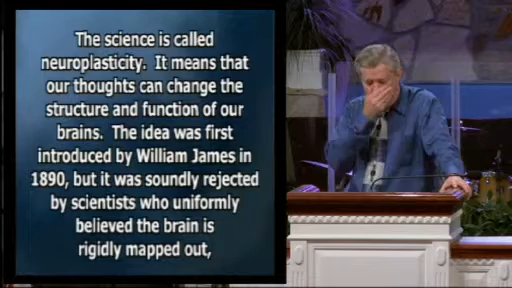 The science is called
neuroplasticity. It means that
our thoughts can change the
structure and function of our
brains. The idea was first
introduced by William James in
1890, but it was soundly rejected
by scientists who uniformly
believed the brain is
rigidly mapped out,